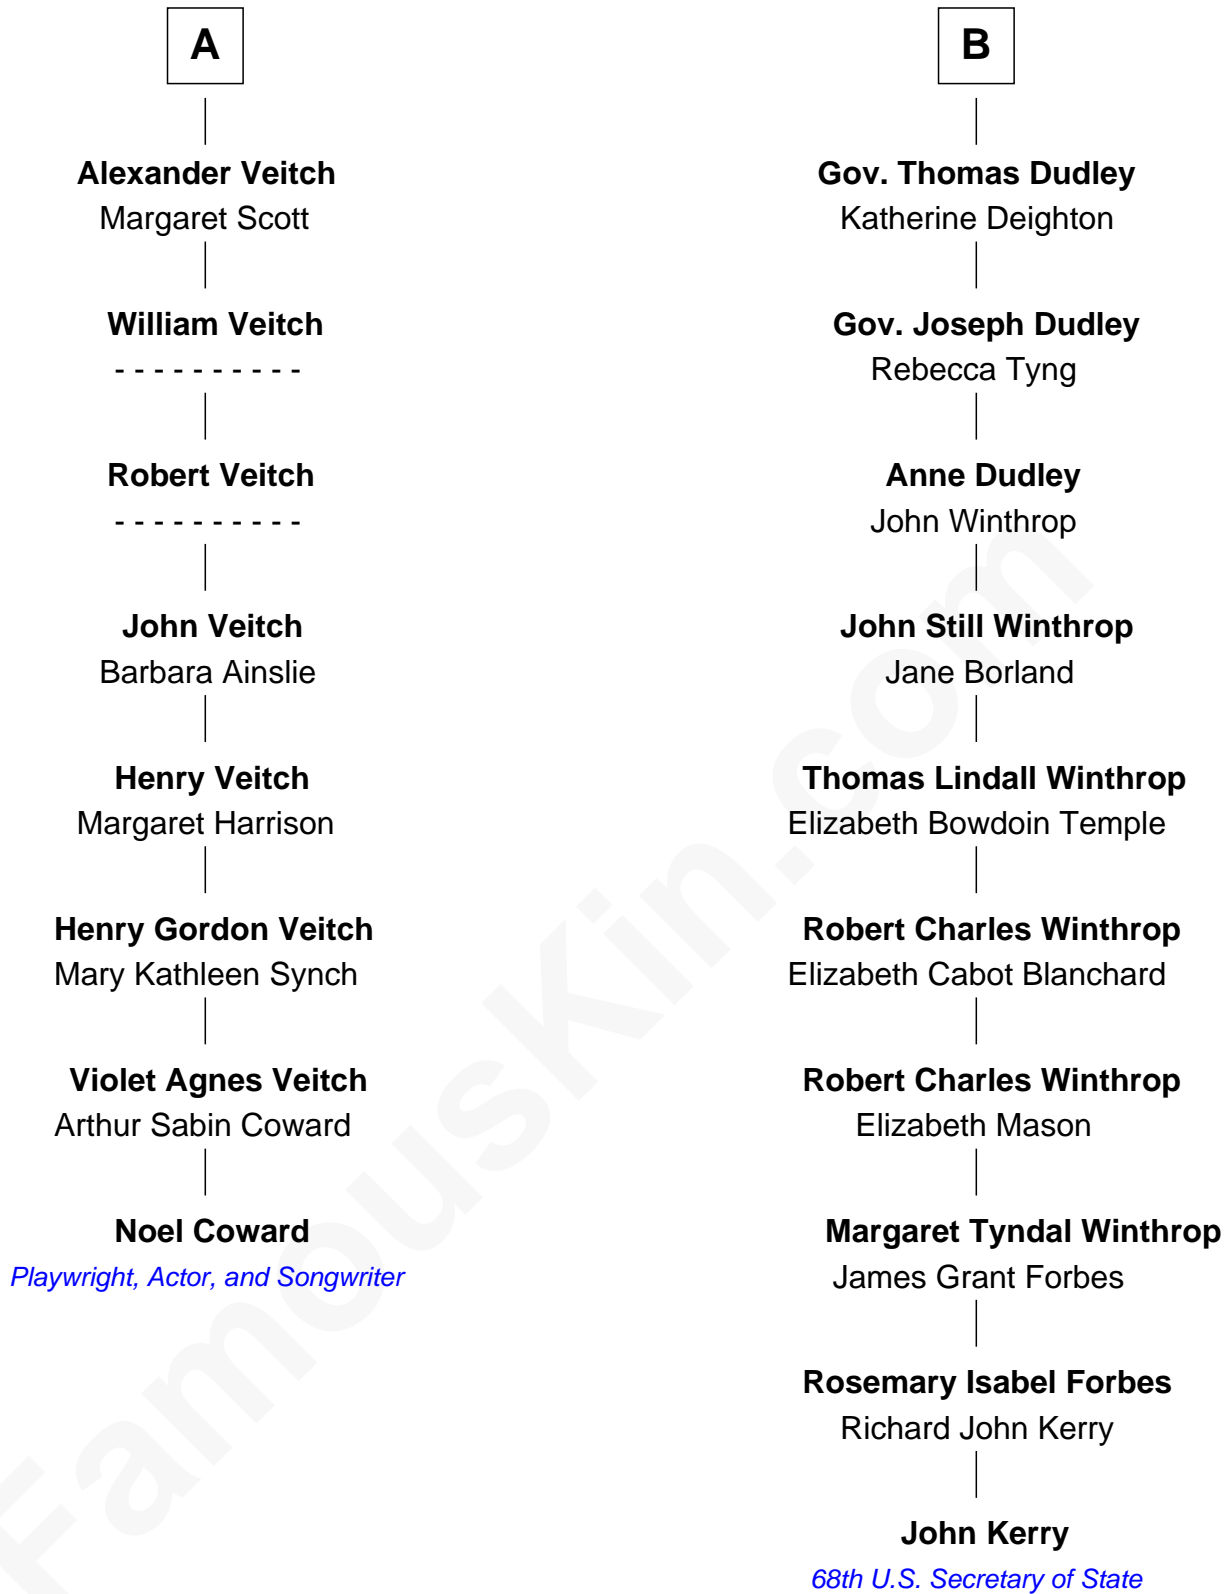 A
Alexander Veitch
Margaret Scott
William Veitch
- - - - - - - - - -
Robert Veitch
- - - - - - - - - -
John Veitch
Barbara Ainslie
Henry Veitch
Margaret Harrison
Henry Gordon Veitch
Mary Kathleen Synch
Violet Agnes Veitch
Arthur Sabin Coward
Noel Coward
Playwright, Actor, and Songwriter
B
Gov. Thomas Dudley
Katherine Deighton
Gov. Joseph Dudley
Rebecca Tyng
Anne Dudley
John Winthrop
John Still Winthrop
Jane Borland
Thomas Lindall Winthrop
Elizabeth Bowdoin Temple
Robert Charles Winthrop
Elizabeth Cabot Blanchard
Robert Charles Winthrop
Elizabeth Mason
Margaret Tyndal Winthrop
James Grant Forbes
Rosemary Isabel Forbes
Richard John Kerry
John Kerry
68th U.S. Secretary of State
FamousKin.com